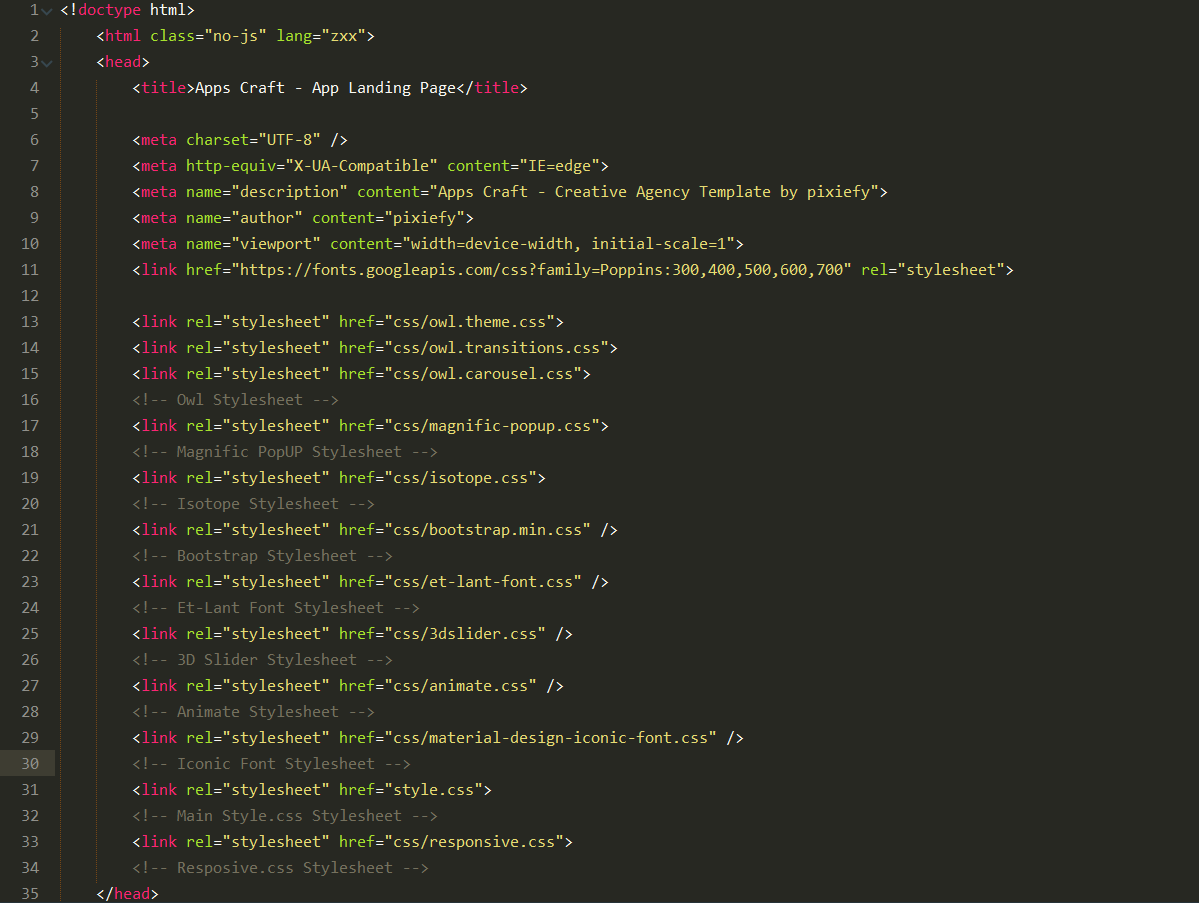 1 <!doctype html>
2 <html class="no-js" lang="zxx">
3 <head>
4 <title>Apps Craft - App Landing Page</title>
5
6 <meta charset="UTF-8" />
7 <meta http-equiv="X-UA-Compatible" content="IE=edge">
8 <meta name="description" content="Apps Craft - Creative Agency Template by pixiefy">
9 <meta name="author" content="pixiefy">
10 <meta name="viewport" content="width=device-width, initial-scale=1">
11 <link href="https://fonts.googleapis.com/css?family=Poppins:300,400,500,600,700" rel="stylesheet">
12
13 <link rel="stylesheet" href="css/owl.theme.css">
14 <link rel="stylesheet" href="css/owl.transitions.css">
15 <link rel="stylesheet" href="css/owl.carousel.css">
16 <!-- Owl Stylesheet -->
17 <link rel="stylesheet" href="css/magnific-popup.css">
18 <!-- Magnific PopUP Stylesheet -->
19 <link rel="stylesheet" href="css/isotope.css">
20 <!-- Isotope Stylesheet -->
21 <link rel="stylesheet" href="css/bootstrap.min.css" />
22 <!-- Bootstrap Stylesheet -->
23 <link rel="stylesheet" href="css/et-lant-font.css" />
24 <!-- Et-Lant Font Stylesheet -->
25 <link rel="stylesheet" href="css/3dslider.css" />
26 <!-- 3D Slider Stylesheet -->
27 <link rel="stylesheet" href="css/animate.css" />
28 <!-- Animate Stylesheet -->
29 <link rel="stylesheet" href="css/material-design-iconic-font.css" />
30 <!-- Iconic Font Stylesheet -->
31 <link rel="stylesheet" href="style.css">
32 <!-- Main Style.css Stylesheet -->
33 <link rel="stylesheet" href="css/responsive.css">
34 <!-- Resposive.css Stylesheet -->
35 </head>